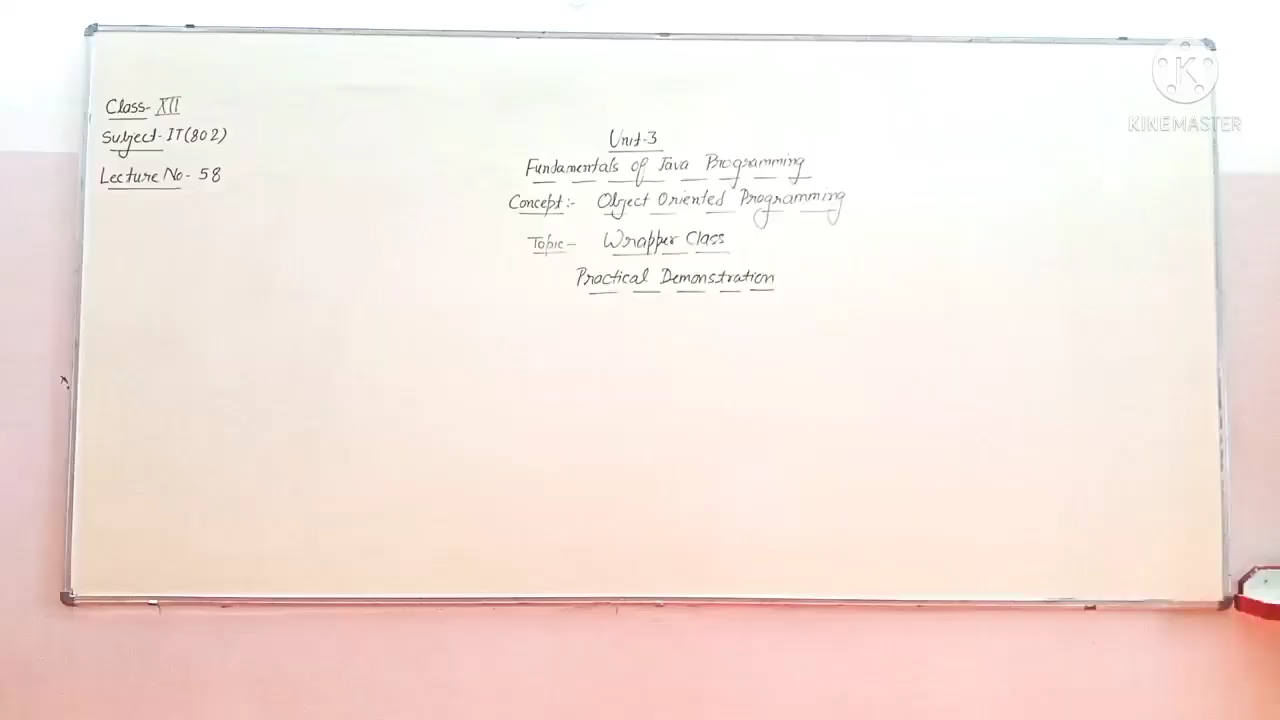 Class- XII
Subject- IT(802)
Lecture No- 58
Unit-3
Fundamentals of Java Programming
Concept:- Object Oriented Programming
Topic- Wrapper Class
Practical Demonstration
K
KINEMASTER